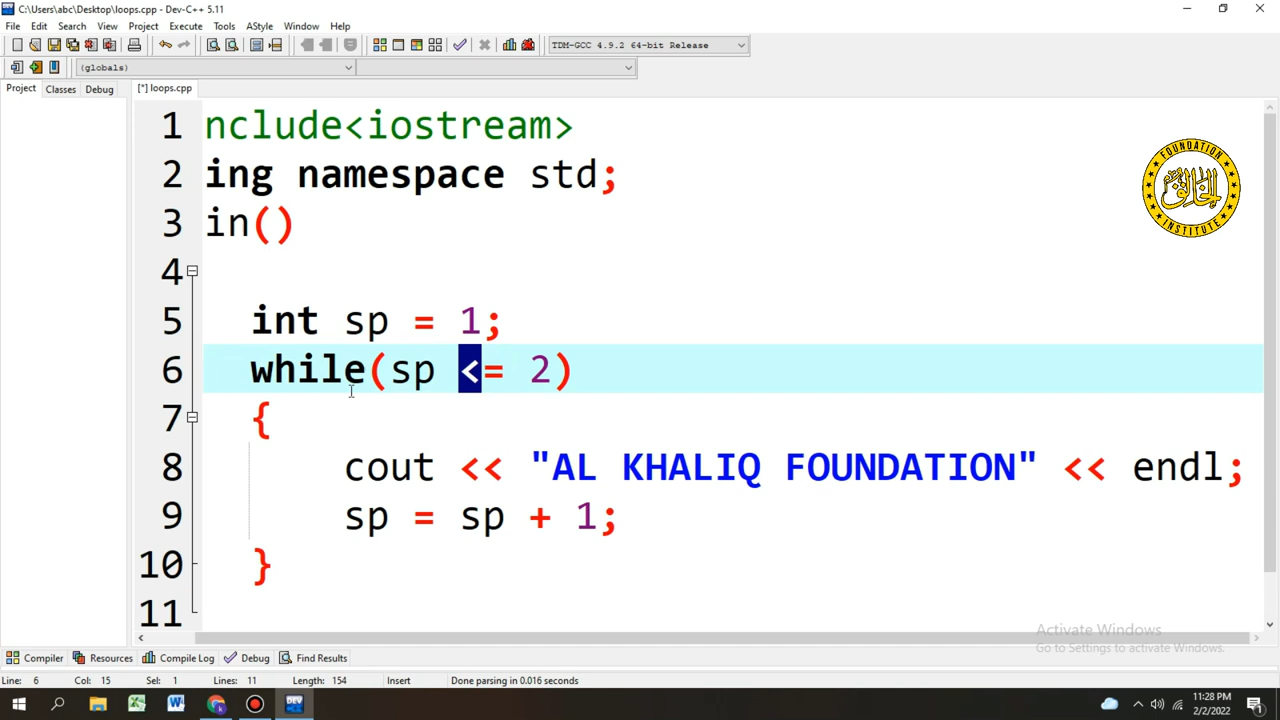 C:\Users\abc\Desktop\loops.cpp - Dev-C++ 5.11
File Edit Search View Project Execute Tools AStyle Window Help
TDM-GCC 4.9.2 64-bit Release
(globals)
Project Classes Debug [*] loops.cpp
1 nclude<iostream>
2 ing namespace std;
3 in()
4
5 int sp = 1;
6 while(sp <= 2)
7 {
8 cout << "AL KHALIQ FOUNDATION" << endl;
9 sp = sp + 1;
10 }
11
FOUNDATION
الخالق
INSTITUTE
Activate Windows
Go to Settings to activate Windows.
Compiler Resources Compile Log Debug Find Results
Line: 6 Col: 15 Sel: 1 Lines: 11 Length: 154 Insert Done parsing in 0.016 seconds
DEV
11:28 PM
2/2/2022
1